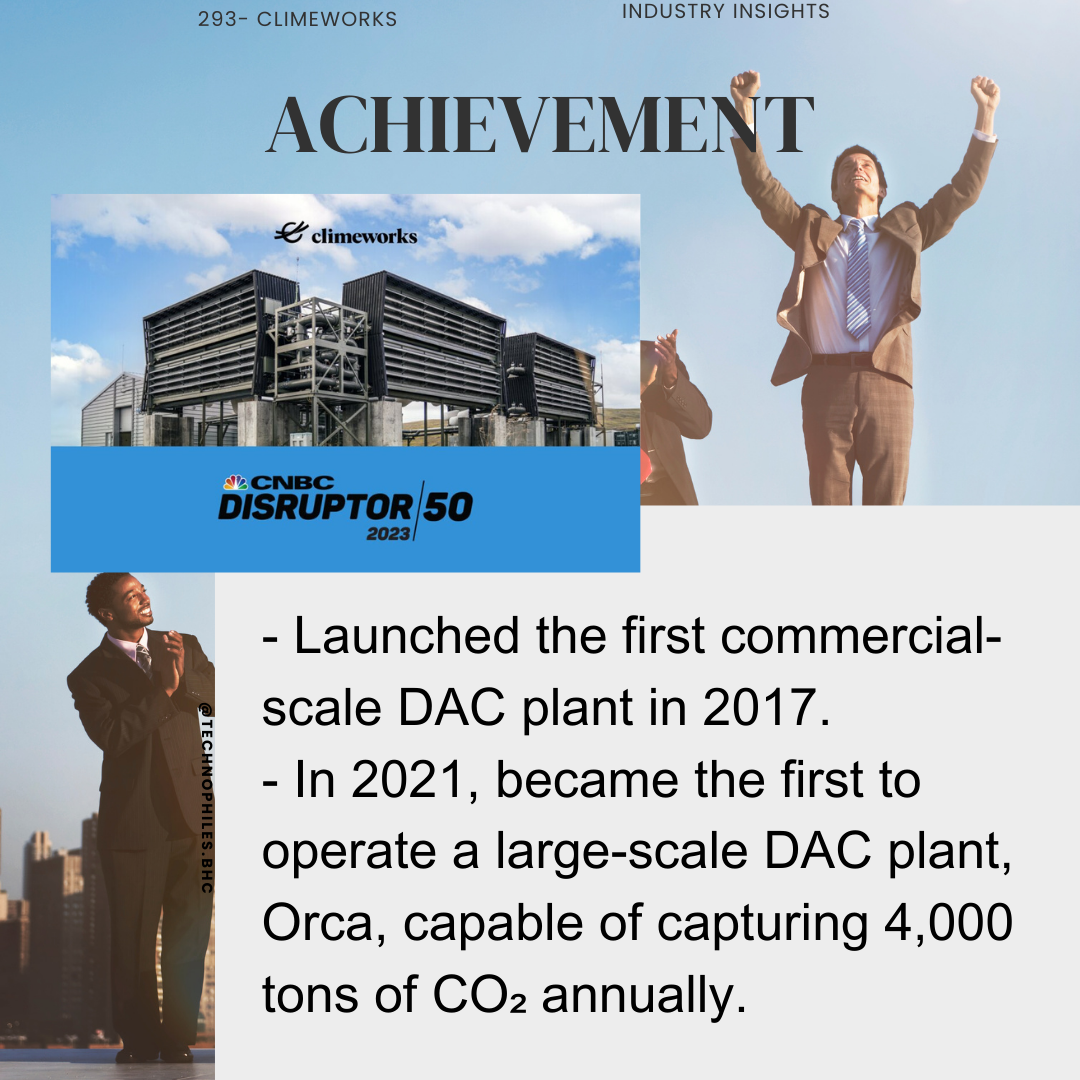 293- CLIMEWORKS
INDUSTRY INSIGHTS
ACHIEVEMENT
climeworks
CNBC
DISRUPTOR/50
2023
@TECHNOPHILES.BHC
- Launched the first commercial-
scale DAC plant in 2017.
- In 2021, became the first to
operate a large-scale DAC plant,
Orca, capable of capturing 4,000
tons of CO₂ annually.